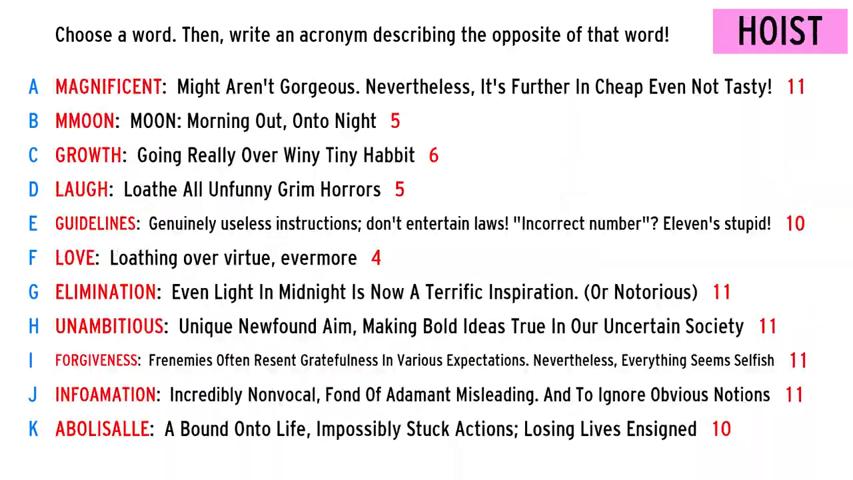 Choose a word. Then, write an acronym describing the opposite of that word!
HOIST
A MAGNIFICENT: Might Aren't Gorgeous. Nevertheless, It's Further In Cheap Even Not Tasty! 11
B MMOON: MOON: Morning Out, Onto Night 5
C GROWTH: Going Really Over Winy Tiny Habbit 6
D LAUGH: Loathe All Unfunny Grim Horrors 5
E GUIDELINES: Genuinely useless instructions; don't entertain laws! "Incorrect number"? Eleven's stupid! 10
F LOVE: Loathing over virtue, evermore 4
G ELIMINATION: Even Light In Midnight Is Now A Terrific Inspiration. (Or Notorious) 11
H UNAMBITIOUS: Unique Newfound Aim, Making Bold Ideas True In Our Uncertain Society 11
I FORGIVENESS: Frenemies Often Resent Gratefulness In Various Expectations. Nevertheless, Everything Seems Selfish 11
J INFOAMATION: Incredibly Nonvocal, Fond Of Adamant Misleading. And To Ignore Obvious Notions 11
K ABOLISALLE: A Bound Onto Life, Impossibly Stuck Actions; Losing Lives Ensigned 10